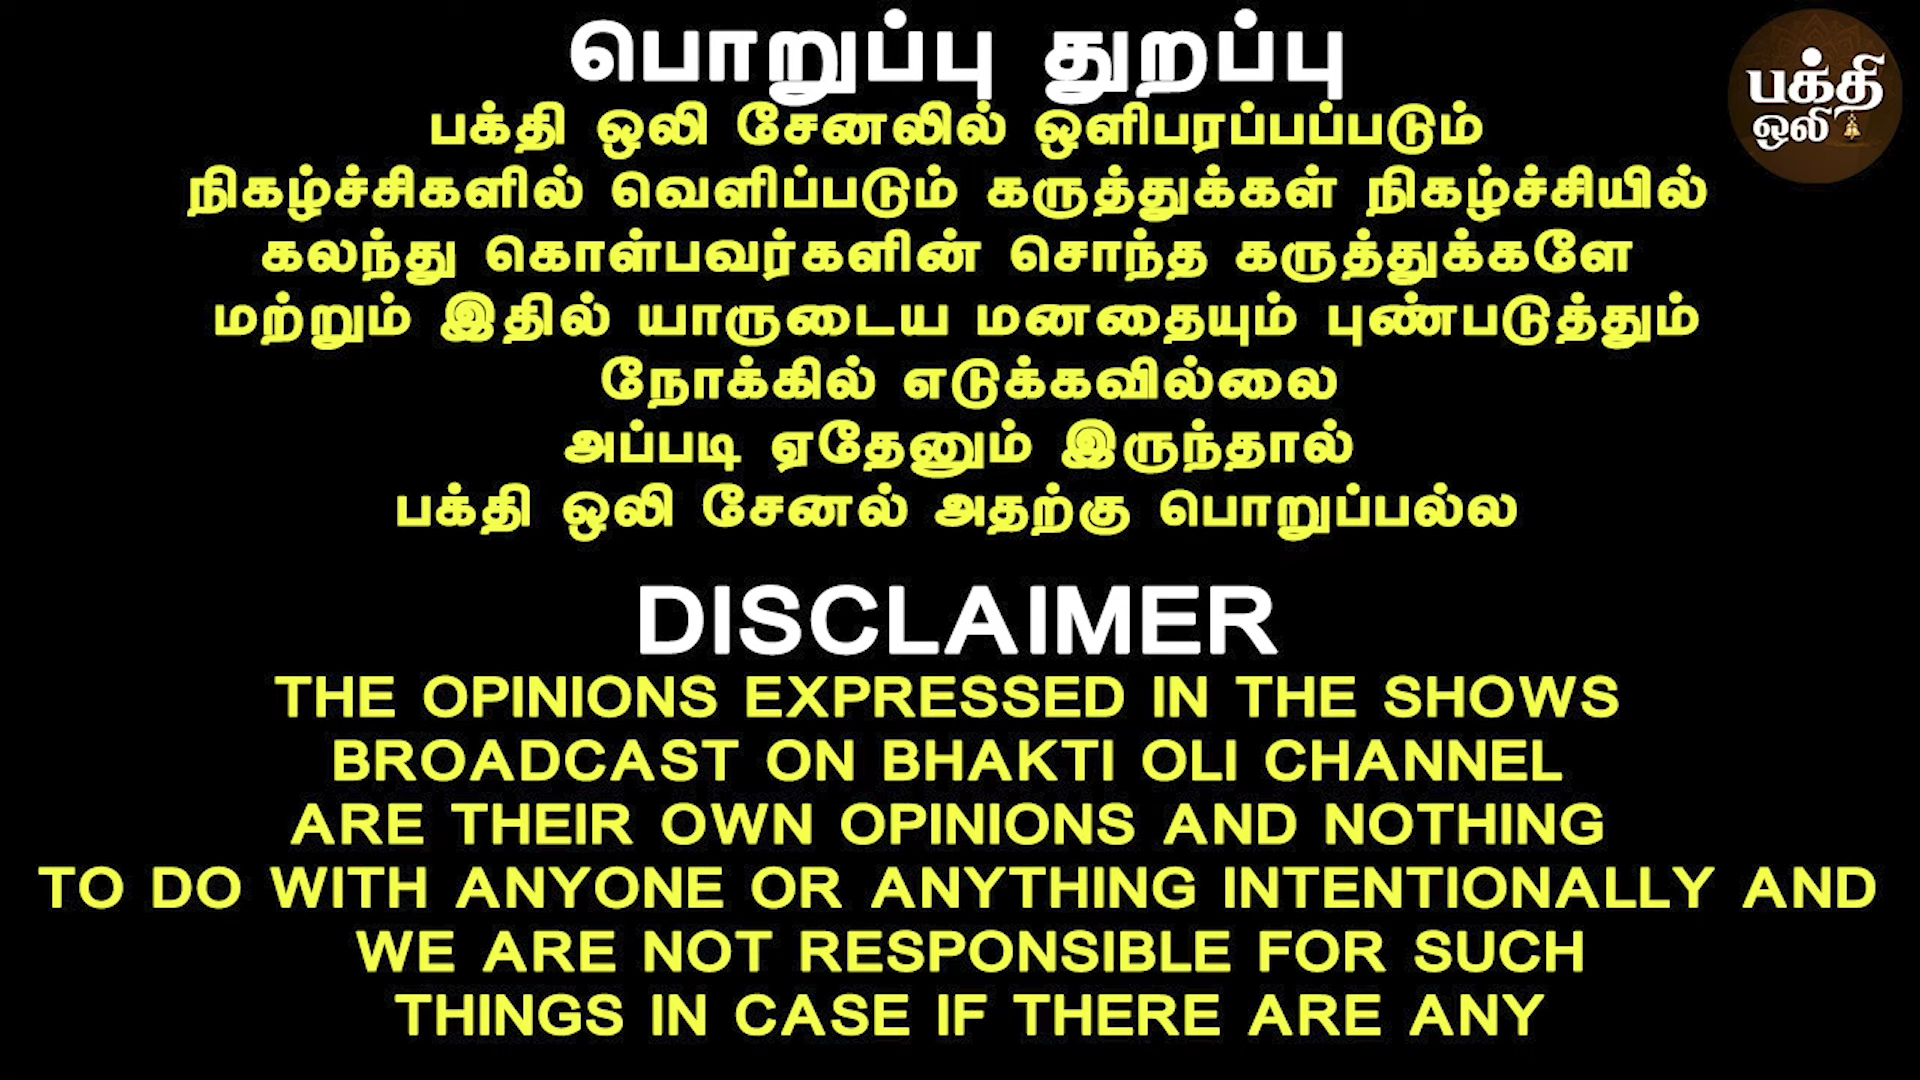 பொறுப்பு துறப்பு
பக்தி ஒலி
பக்தி ஒலி சேனலில் ஒளிபரப்பப்படும்
நிகழ்ச்சிகளில் வெளிப்படும் கருத்துக்கள் நிகழ்ச்சியில்
கலந்து கொள்பவர்களின் சொந்த கருத்துக்களே
மற்றும் இதில் யாருடைய மனதையும் புண்படுத்தும்
நோக்கில் எடுக்கவில்லை
அப்படி ஏதேனும் இருந்தால்
பக்தி ஒலி சேனல் அதற்கு பொறுப்பல்ல
DISCLAIMER
THE OPINIONS EXPRESSED IN THE SHOWS
BROADCAST ON BHAKTI OLI CHANNEL
ARE THEIR OWN OPINIONS AND NOTHING
TO DO WITH ANYONE OR ANYTHING INTENTIONALLY AND
WE ARE NOT RESPONSIBLE FOR SUCH
THINGS IN CASE IF THERE ARE ANY